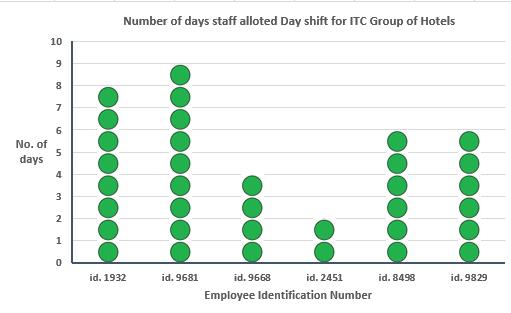 Number of days staff alloted Day shift for ITC Group of Hotels
10
9
8
7
6
5
4
3
2
1
0
No. of
days
id. 1932 id. 9681 id. 9668 id. 2451 id. 8498 id. 9829
Employee Identification Number